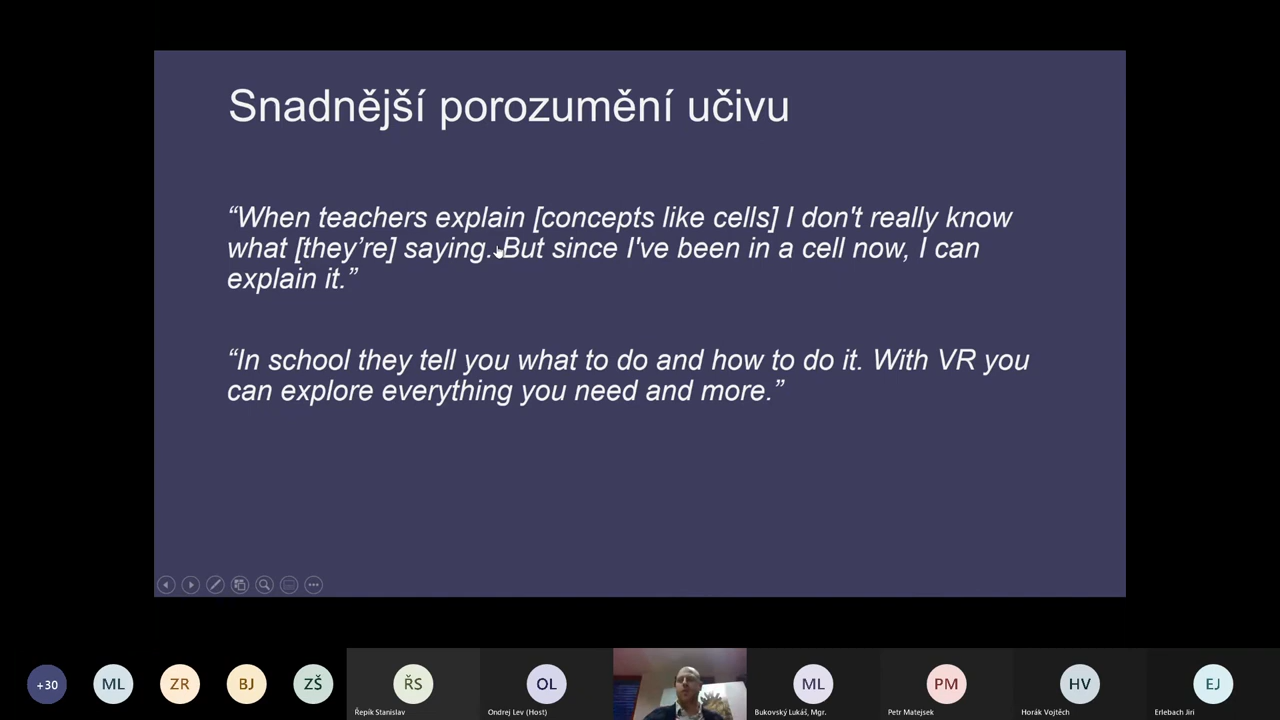 Snadnější porozumění učivu
“When teachers explain [concepts like cells] I don't really know
what [they’re] saying. But since I've been in a cell now, I can
explain it.”
“In school they tell you what to do and how to do it. With VR you
can explore everything you need and more.”
+30
ML
ZR
BJ
ZŠ
ŘS
OL
ML
PM
HV
EJ
Řepík Stanislav
Ondrej Lev (Host)
Bukovský Lukáš, Mgr.
Petr Matejsek
Horák Vojtěch
Erlebach Jiri